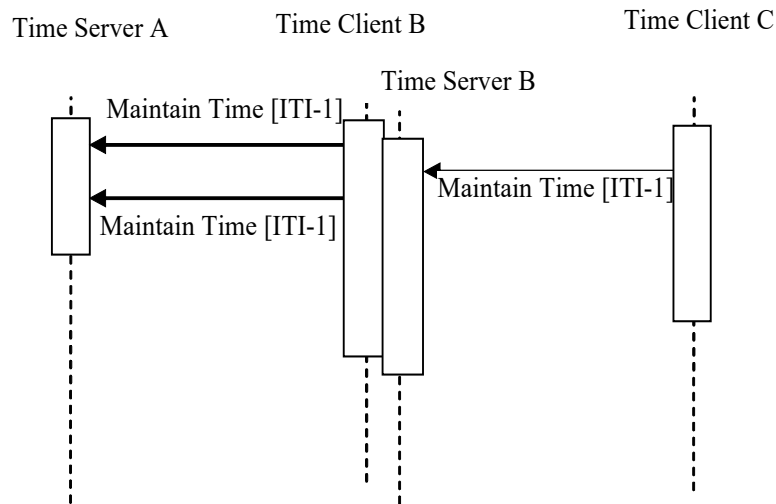 Time Server A
Time Client B
Time Client C
Time Server B
Maintain Time [ITI-1]
Maintain Time [ITI-1]
Maintain Time [ITI-1]